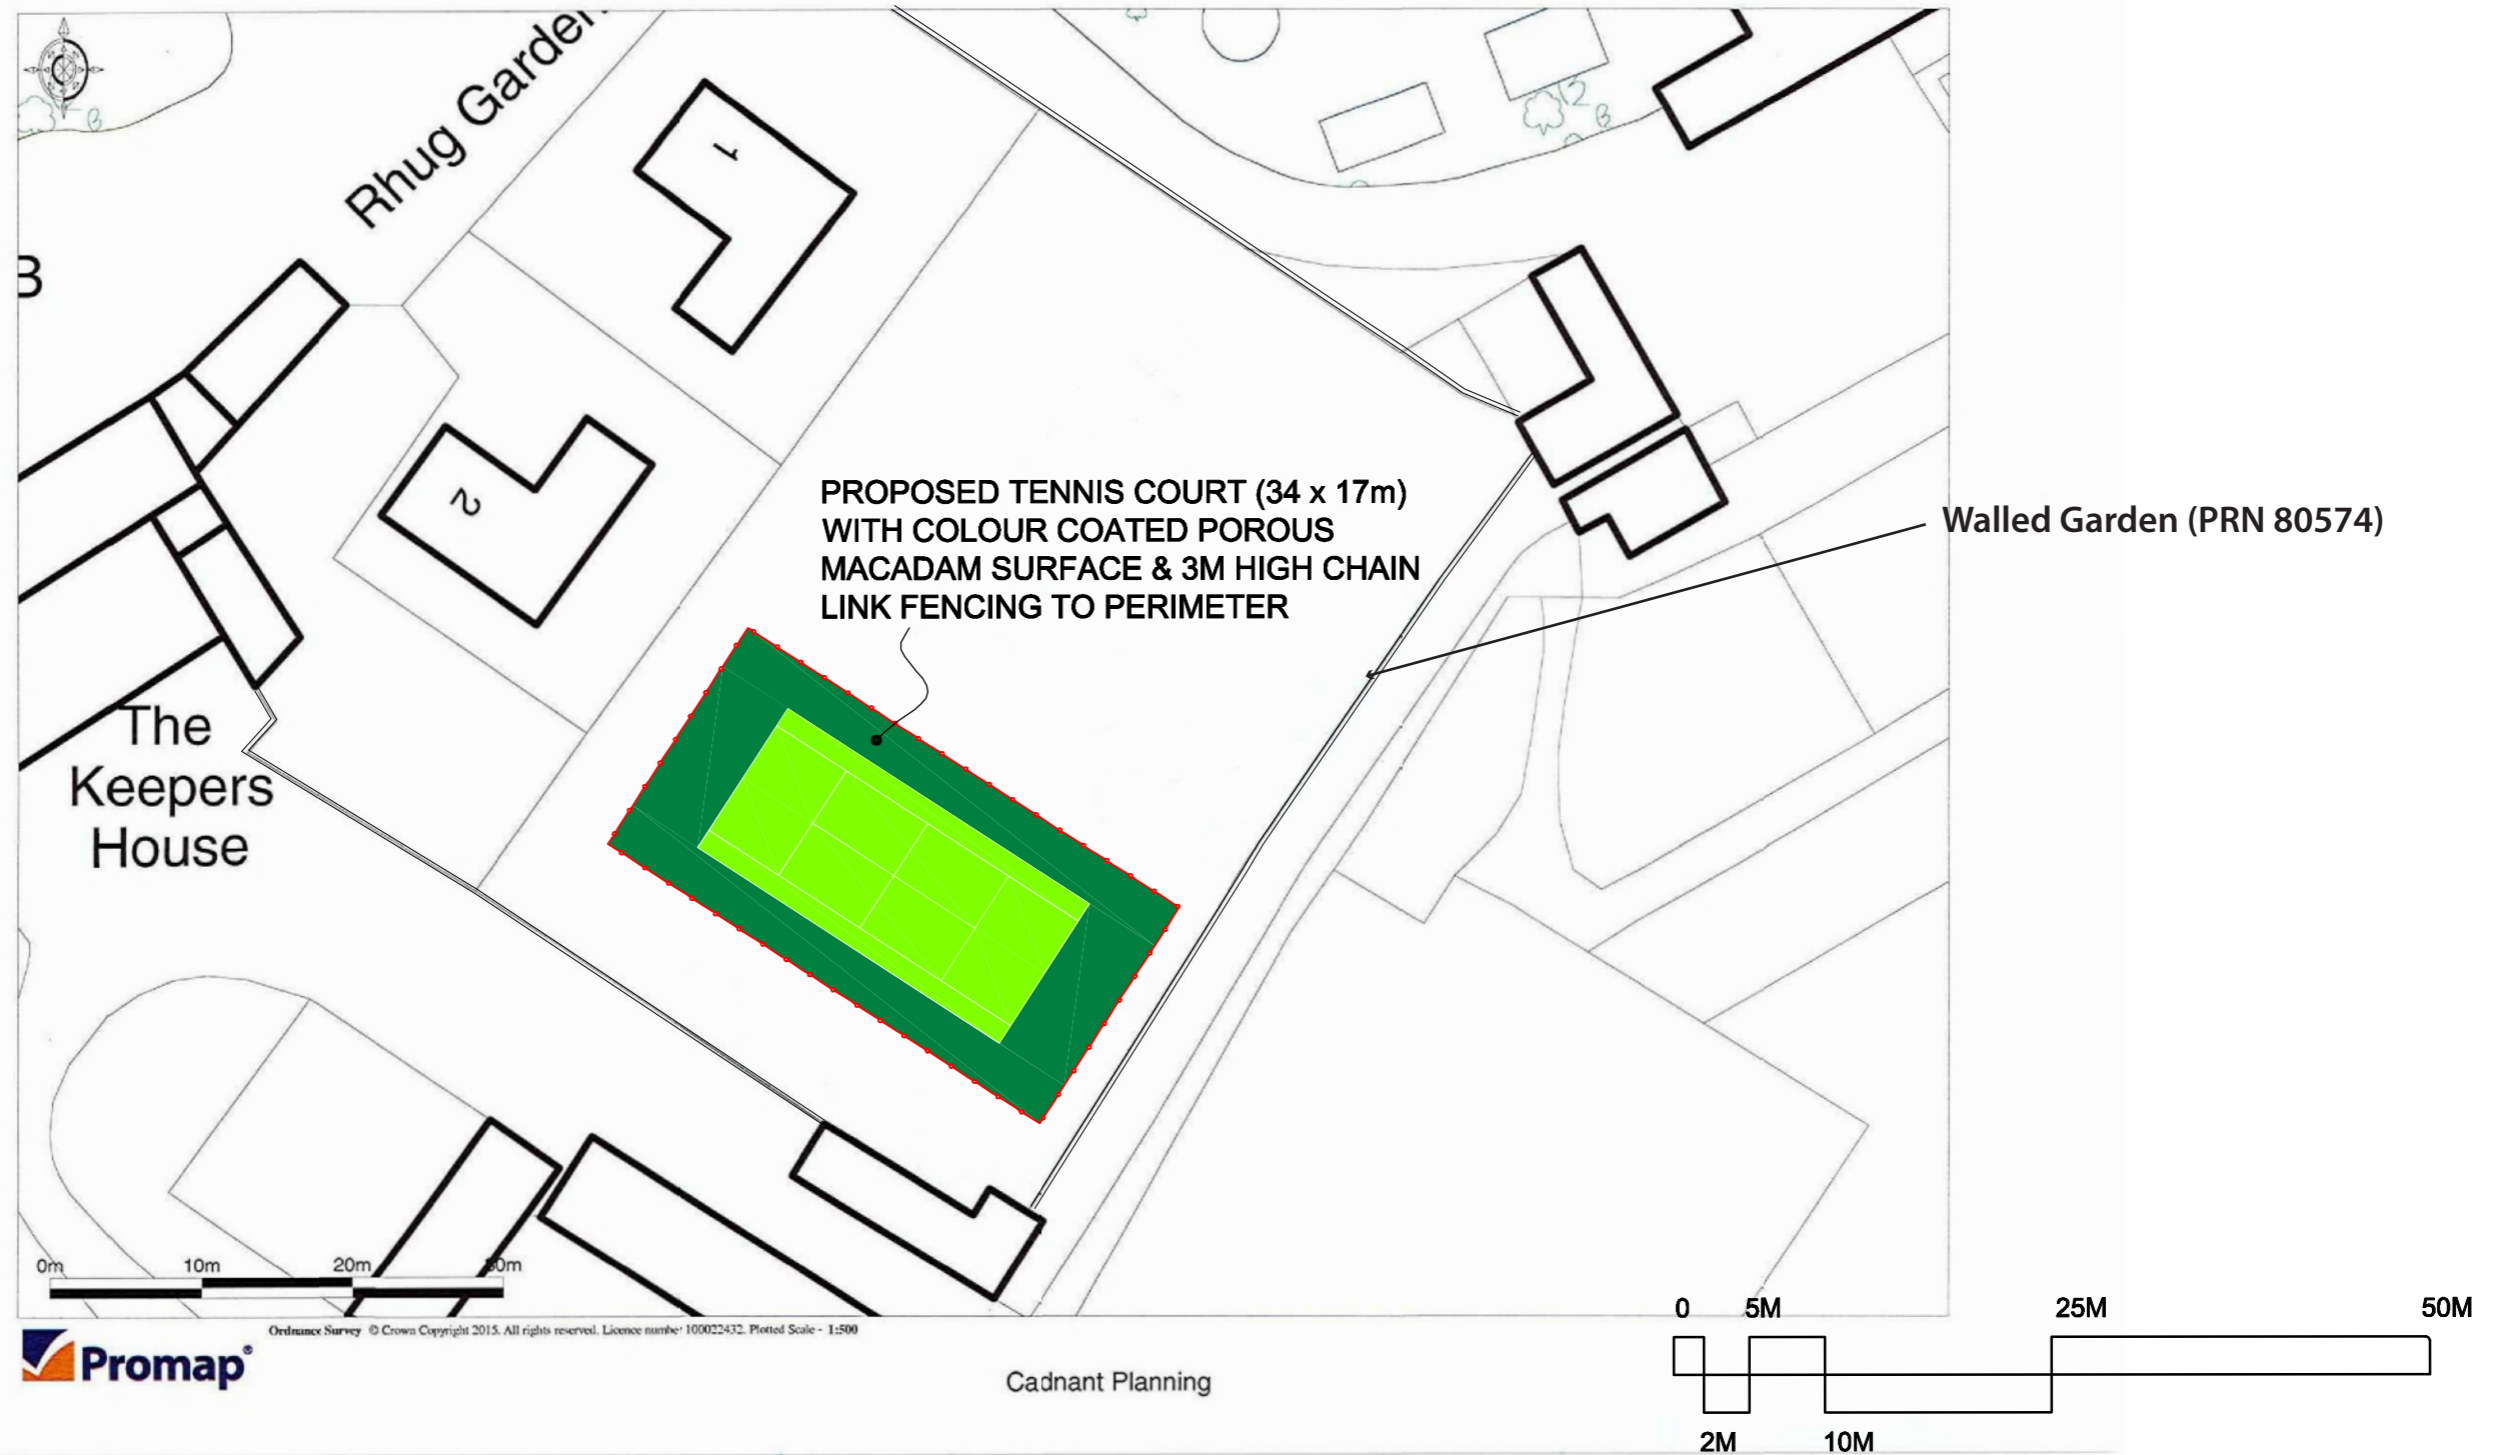 Rhug Garden
B
1
2
12
B
B
PROPOSED TENNIS COURT (34 x 17m)
WITH COLOUR COATED POROUS
MACADAM SURFACE & 3M HIGH CHAIN
LINK FENCING TO PERIMETER
Walled Garden (PRN 80574)
The
Keepers
House
0m 10m 20m 30m
Ordnance Survey © Crown Copyright 2015. All rights reserved. Licence number 100022432. Plotted Scale - 1:500
Promap®
Cadnant Planning
0 5M 25M 50M
2M 10M